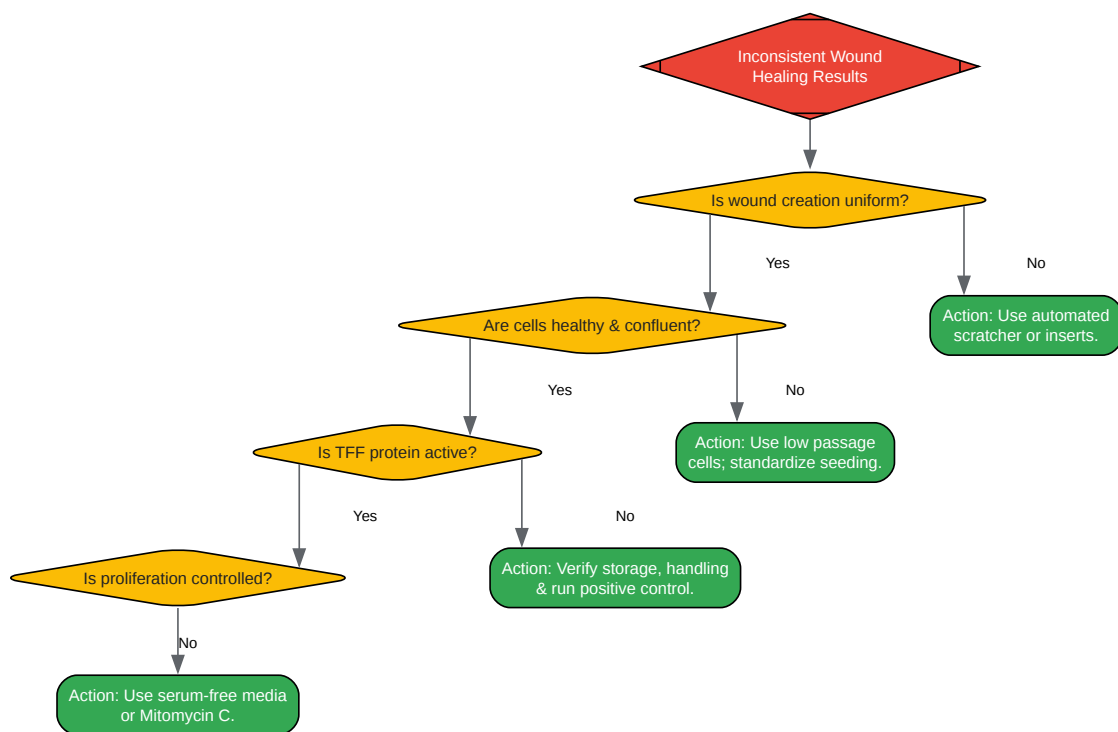 Inconsistent Wound
Healing Results
Is wound creation uniform?
Yes
No
Action: Use automated
scratcher or inserts.
Are cells healthy & confluent?
Yes
No
Action: Use low passage
cells; standardize seeding.
Is TFF protein active?
Yes
No
Action: Verify storage, handling
& run positive control.
Is proliferation controlled?
No
Action: Use serum-free media
or Mitomycin C.